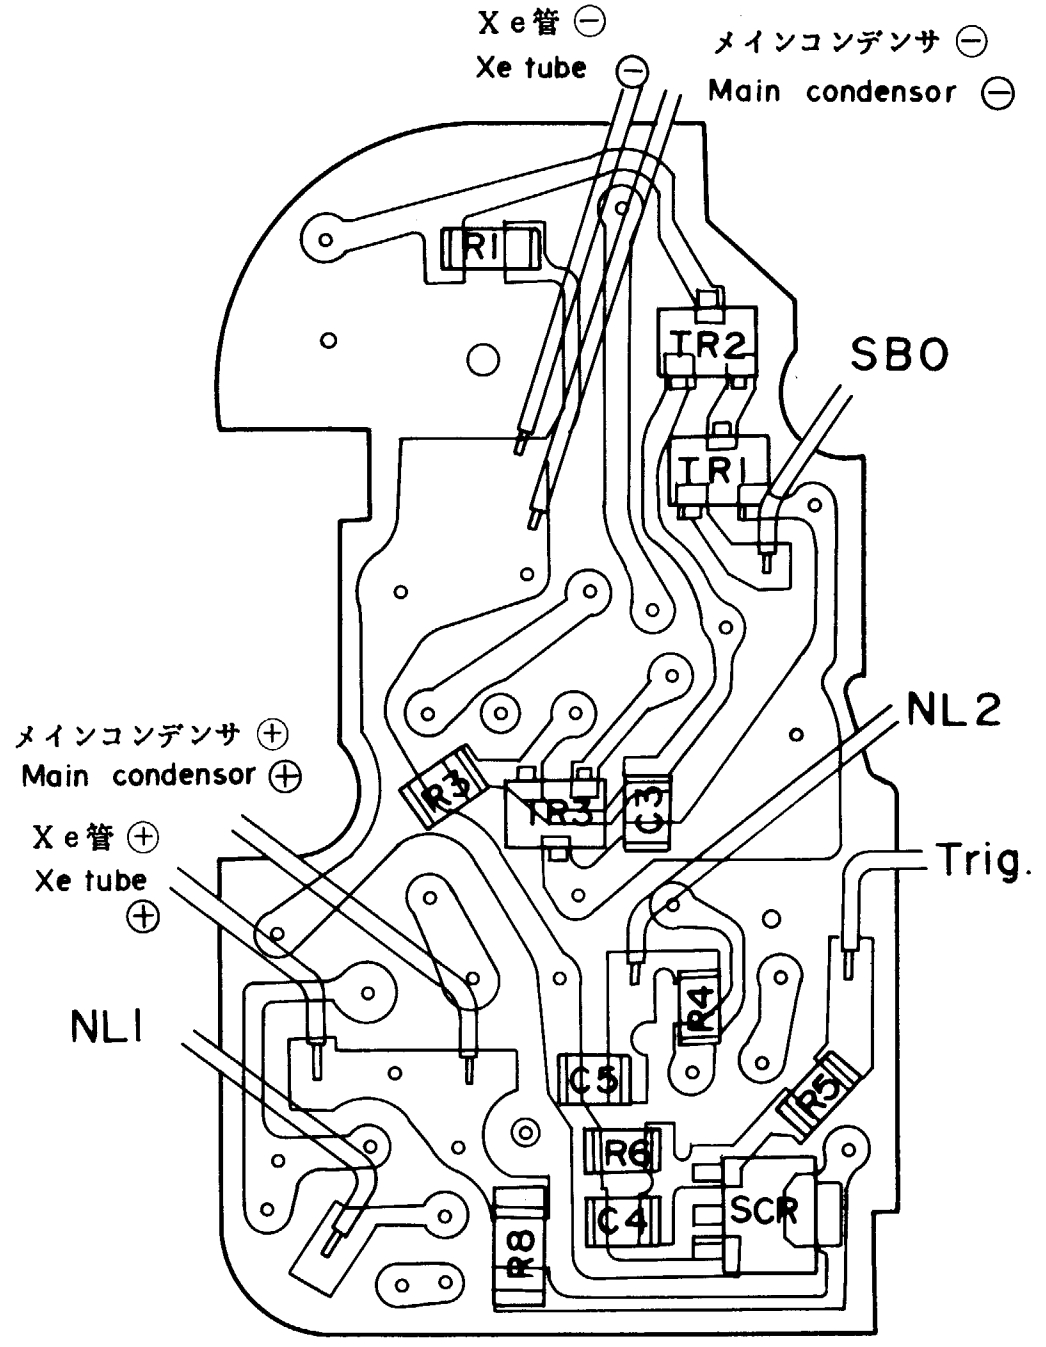 Xe管 ⊖
Xe tube ⊖
メインコンデンサ ⊖
Main condensor ⊖
R1
TR2
SBO
TR1
NL2
メインコンデンサ ⊕
Main condensor ⊕
R3
TR3
C3
Xe管 ⊕
Xe tube
⊕
Trig.
NL1
R4
C5
R5
R6
C4
SCR
R8